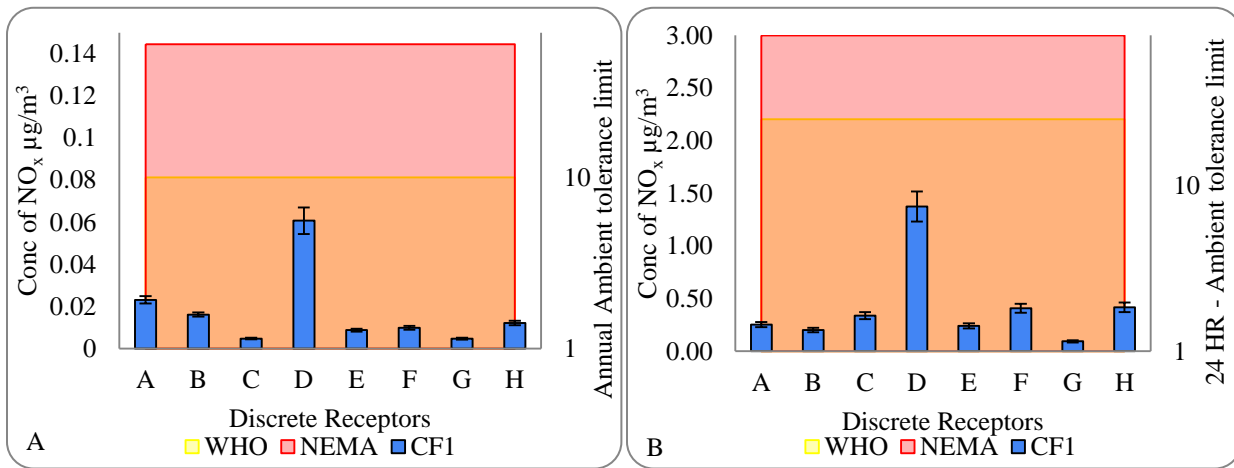 Conc of NOₓ µg/m³
0.14
0.12
0.1
0.08
0.06
0.04
0.02
0
A B C D E F G H
Discrete Receptors
10
1
Annual Ambient tolerance limit
WHO NEMA CF1
A
Conc of NOₓ µg/m³
3.00
2.50
2.00
1.50
1.00
0.50
0.00
A B C D E F G H
Discrete Receptors
10
1
24 HR - Ambient tolerance limit
WHO NEMA CF1
B